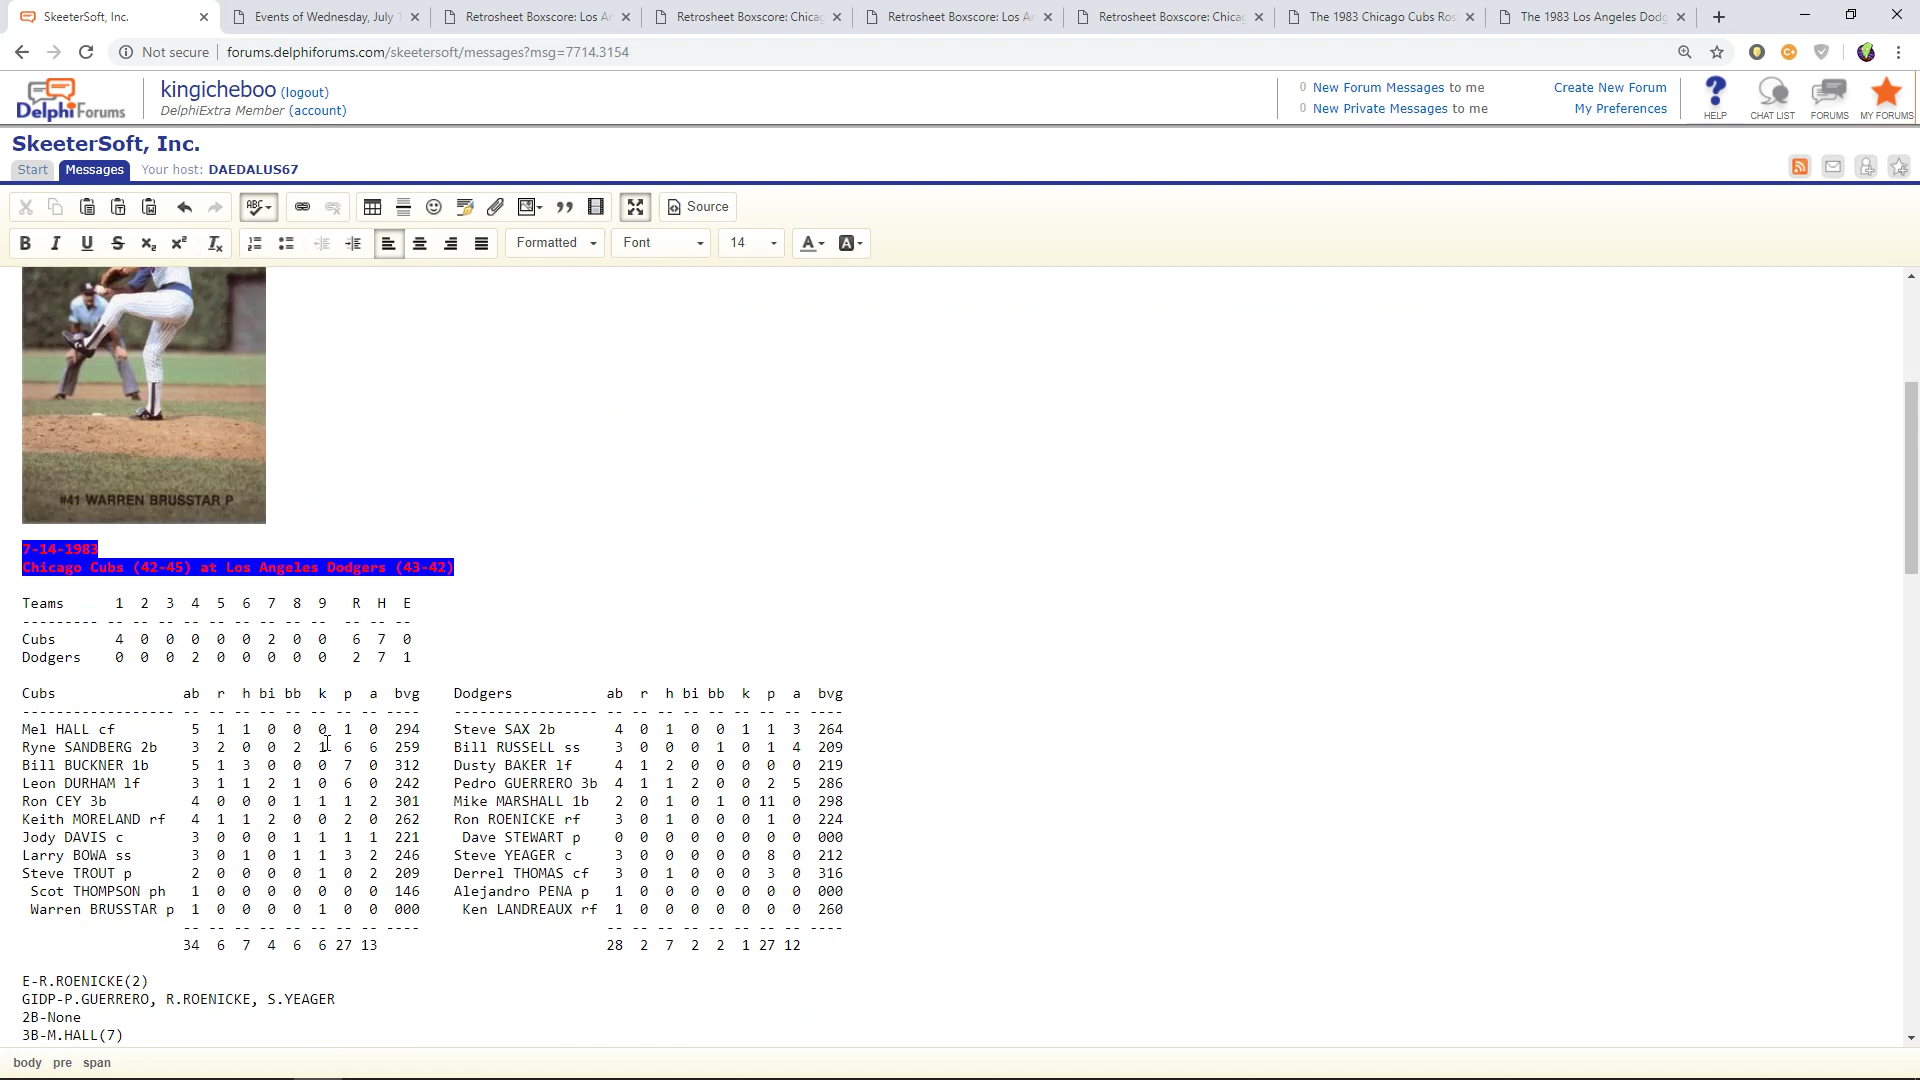 SkeeterSoft, Inc.
Events of Wednesday, July 1
Retrosheet Boxscore: Los An
Retrosheet Boxscore: Chicag
Retrosheet Boxscore: Los An
Retrosheet Boxscore: Chicag
The 1983 Chicago Cubs Ros
The 1983 Los Angeles Dodg
Not secure
forums.delphiforums.com/skeetersoft/messages?msg=7714.3154
DelphiForums
kingicheboo (logout)
DelphiExtra Member (account)
0 New Forum Messages to me
0 New Private Messages to me
Create New Forum
My Preferences
HELP
CHAT LIST
FORUMS
MY FORUMS
SkeeterSoft, Inc.
Start
Messages
Your host: DAEDALUS67
ABC
Source
B I U S x₂ x² Tx
Formatted
Font
14
A
A
#41 WARREN BRUSSTAR P
7-14-1983
Chicago Cubs (42-45) at Los Angeles Dodgers (43-42)
Teams 1 2 3 4 5 6 7 8 9 R H E
--------- -- -- -- -- -- -- -- -- -- -- -- --
Cubs 4 0 0 0 0 0 2 0 0 6 7 0
Dodgers 0 0 0 2 0 0 0 0 0 2 7 1
Cubs ab r h bi bb k p a bvg Dodgers ab r h bi bb k p a bvg
------------------ -- -- -- -- -- -- -- -- ---- ----------------- -- -- -- -- -- -- -- -- ----
Mel HALL cf 5 1 1 0 0 0 1 0 294 Steve SAX 2b 4 0 1 0 0 1 1 3 264
Ryne SANDBERG 2b 3 2 0 0 2 1 6 6 259 Bill RUSSELL ss 3 0 0 0 1 0 1 4 209
Bill BUCKNER 1b 5 1 3 0 0 0 7 0 312 Dusty BAKER lf 4 1 2 0 0 0 0 0 219
Leon DURHAM lf 3 1 1 2 1 0 6 0 242 Pedro GUERRERO 3b 4 1 1 2 0 0 2 5 286
Ron CEY 3b 4 0 0 0 1 1 1 2 301 Mike MARSHALL 1b 2 0 1 0 1 0 11 0 298
Keith MORELAND rf 4 1 1 2 0 0 2 0 262 Ron ROENICKE rf 3 0 1 0 0 0 1 0 224
Jody DAVIS c 3 0 0 0 1 1 1 1 221 Dave STEWART p 0 0 0 0 0 0 0 0 000
Larry BOWA ss 3 0 1 0 1 1 3 2 246 Steve YEAGER c 3 0 0 0 0 0 8 0 212
Steve TROUT p 2 0 0 0 0 1 0 2 209 Derrel THOMAS cf 3 0 1 0 0 0 3 0 316
Scot THOMPSON ph 1 0 0 0 0 0 0 0 146 Alejandro PENA p 1 0 0 0 0 0 0 0 000
Warren BRUSSTAR p 1 0 0 0 0 1 0 0 000 Ken LANDREAUX rf 1 0 0 0 0 0 0 0 260
-- -- -- -- -- -- -- -- ---- -- -- -- -- -- -- -- -- ----
34 6 7 4 6 6 27 13 28 2 7 2 2 1 27 12
E-R.ROENICKE(2)
GIDP-P.GUERRERO, R.ROENICKE, S.YEAGER
2B-None
3B-M.HALL(7)
body pre span